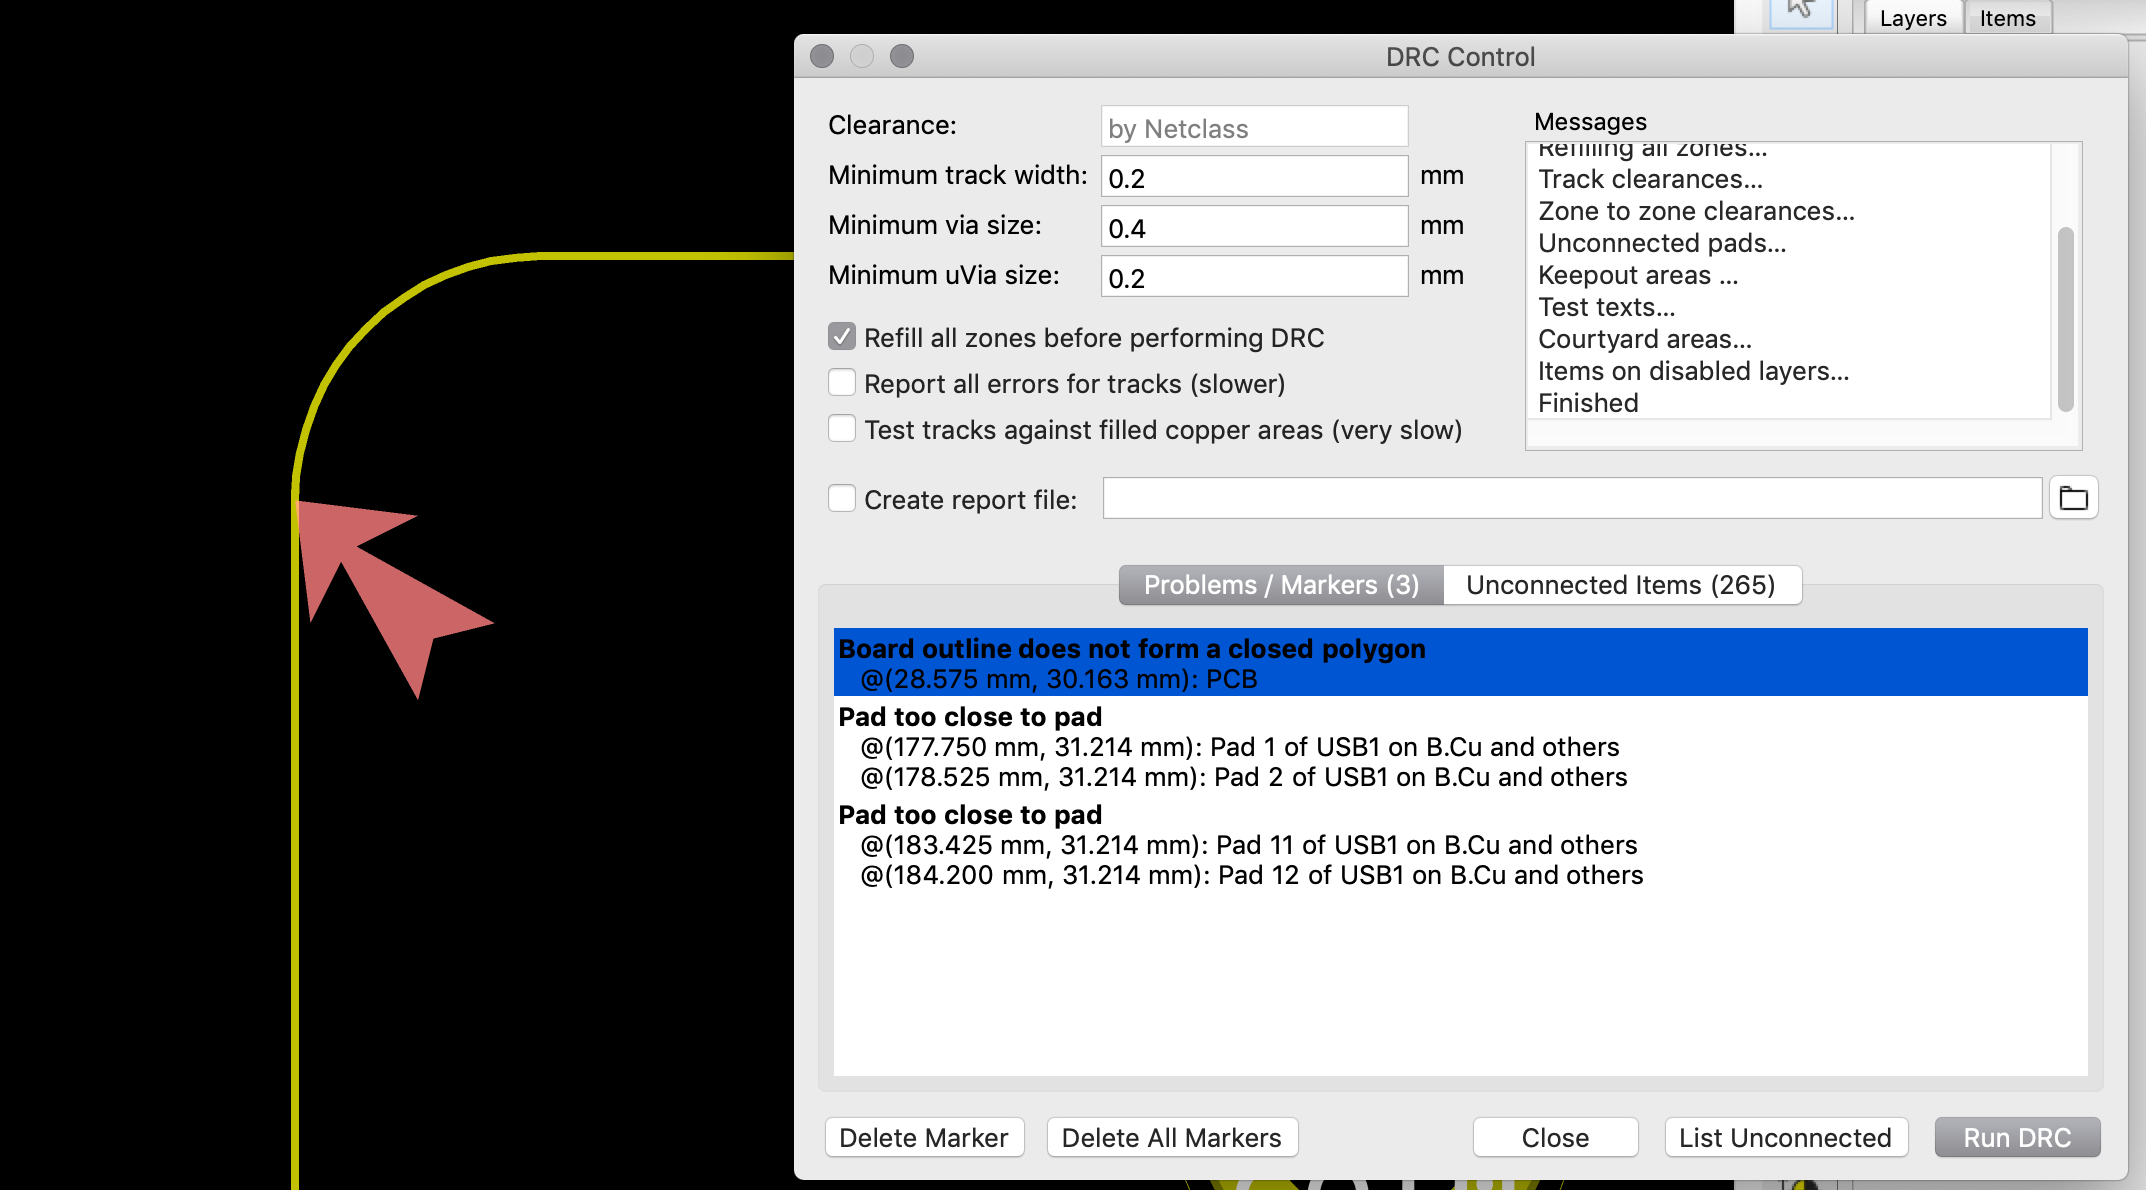 Layers Items
DRC Control
Clearance: by Netclass
Minimum track width: 0.2 mm
Minimum via size: 0.4 mm
Minimum uVia size: 0.2 mm
Refill all zones before performing DRC
Report all errors for tracks (slower)
Test tracks against filled copper areas (very slow)
Messages
Refilling all zones...
Track clearances...
Zone to zone clearances...
Unconnected pads...
Keepout areas ...
Test texts...
Courtyard areas...
Items on disabled layers...
Finished
Create report file:
Problems / Markers (3) Unconnected Items (265)
Board outline does not form a closed polygon
@(28.575 mm, 30.163 mm): PCB
Pad too close to pad
@(177.750 mm, 31.214 mm): Pad 1 of USB1 on B.Cu and others
@(178.525 mm, 31.214 mm): Pad 2 of USB1 on B.Cu and others
Pad too close to pad
@(183.425 mm, 31.214 mm): Pad 11 of USB1 on B.Cu and others
@(184.200 mm, 31.214 mm): Pad 12 of USB1 on B.Cu and others
Delete Marker Delete All Markers Close List Unconnected Run DRC